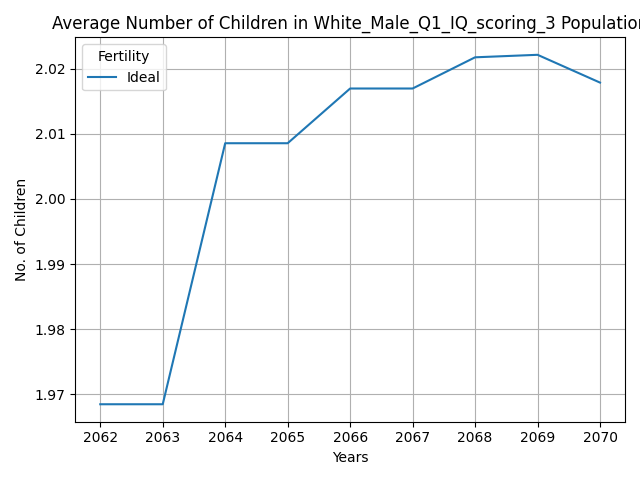 Average Number of Children in White_Male_Q1_IQ_scoring_3 Population
Fertility
Ideal
No. of Children
2.02
2.01
2.00
1.99
1.98
1.97
2062 2063 2064 2065 2066 2067 2068 2069 2070
Years